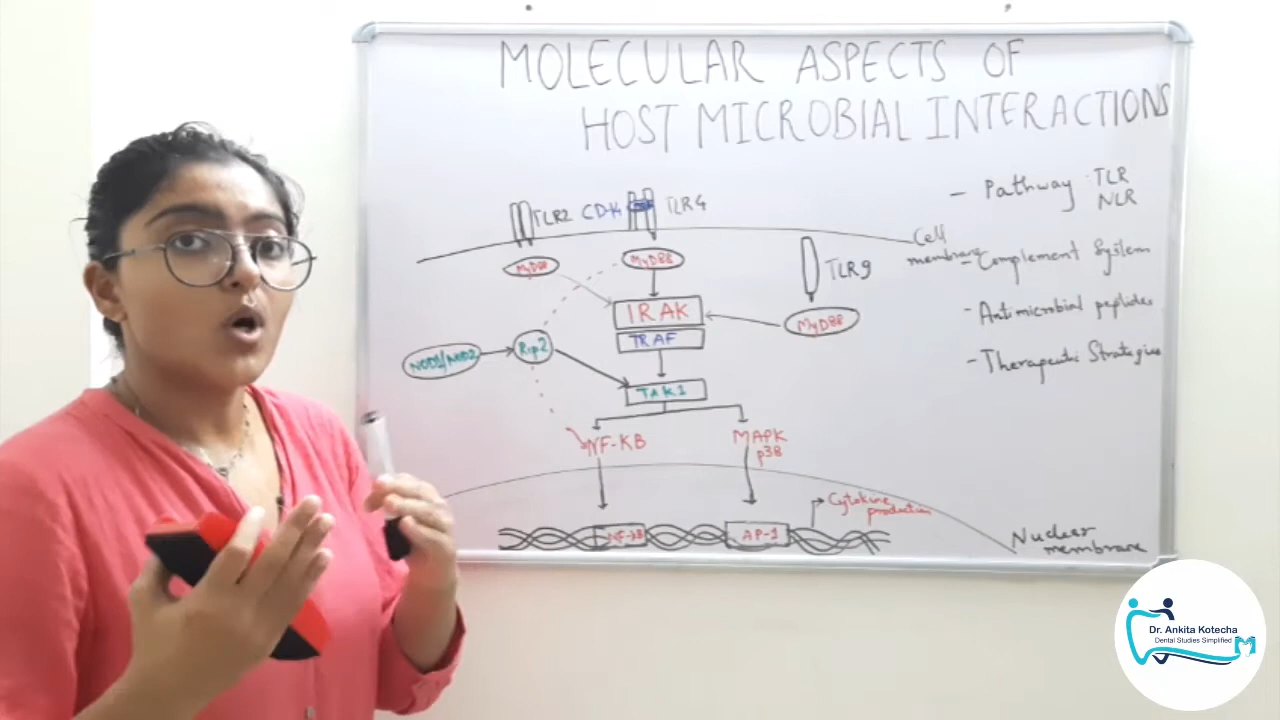 MOLECULAR ASPECTS OF
HOST MICROBIAL INTERACTIONS
- Pathway TLR
NLR
- Complement System
- Antimicrobial peptides
- Therapeutic Strategies
TLR2
CD14
TLR4
Cell
membrane
MyD88
MyD88
TLR9
IRAK
MyD88
TRAF
NOD1/NOD2
Rip2
TAK1
NF-KB
MAPK
p38
Cytokine
production
NF-KB
AP-1
Nuclear
membrane
Dr. Ankita Kotecha
Dental Studies Simplified